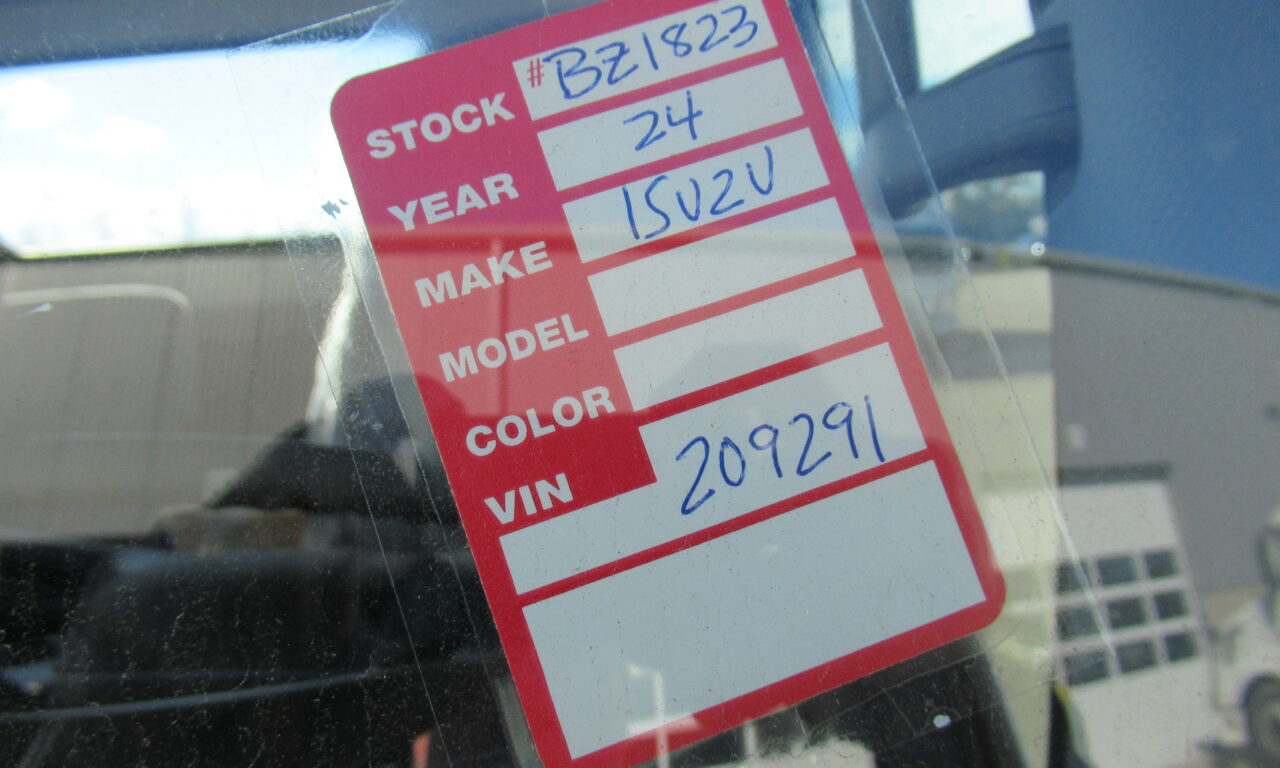 STOCK #BZ1823
YEAR 24
MAKE ISUZU
MODEL
COLOR
VIN 209291